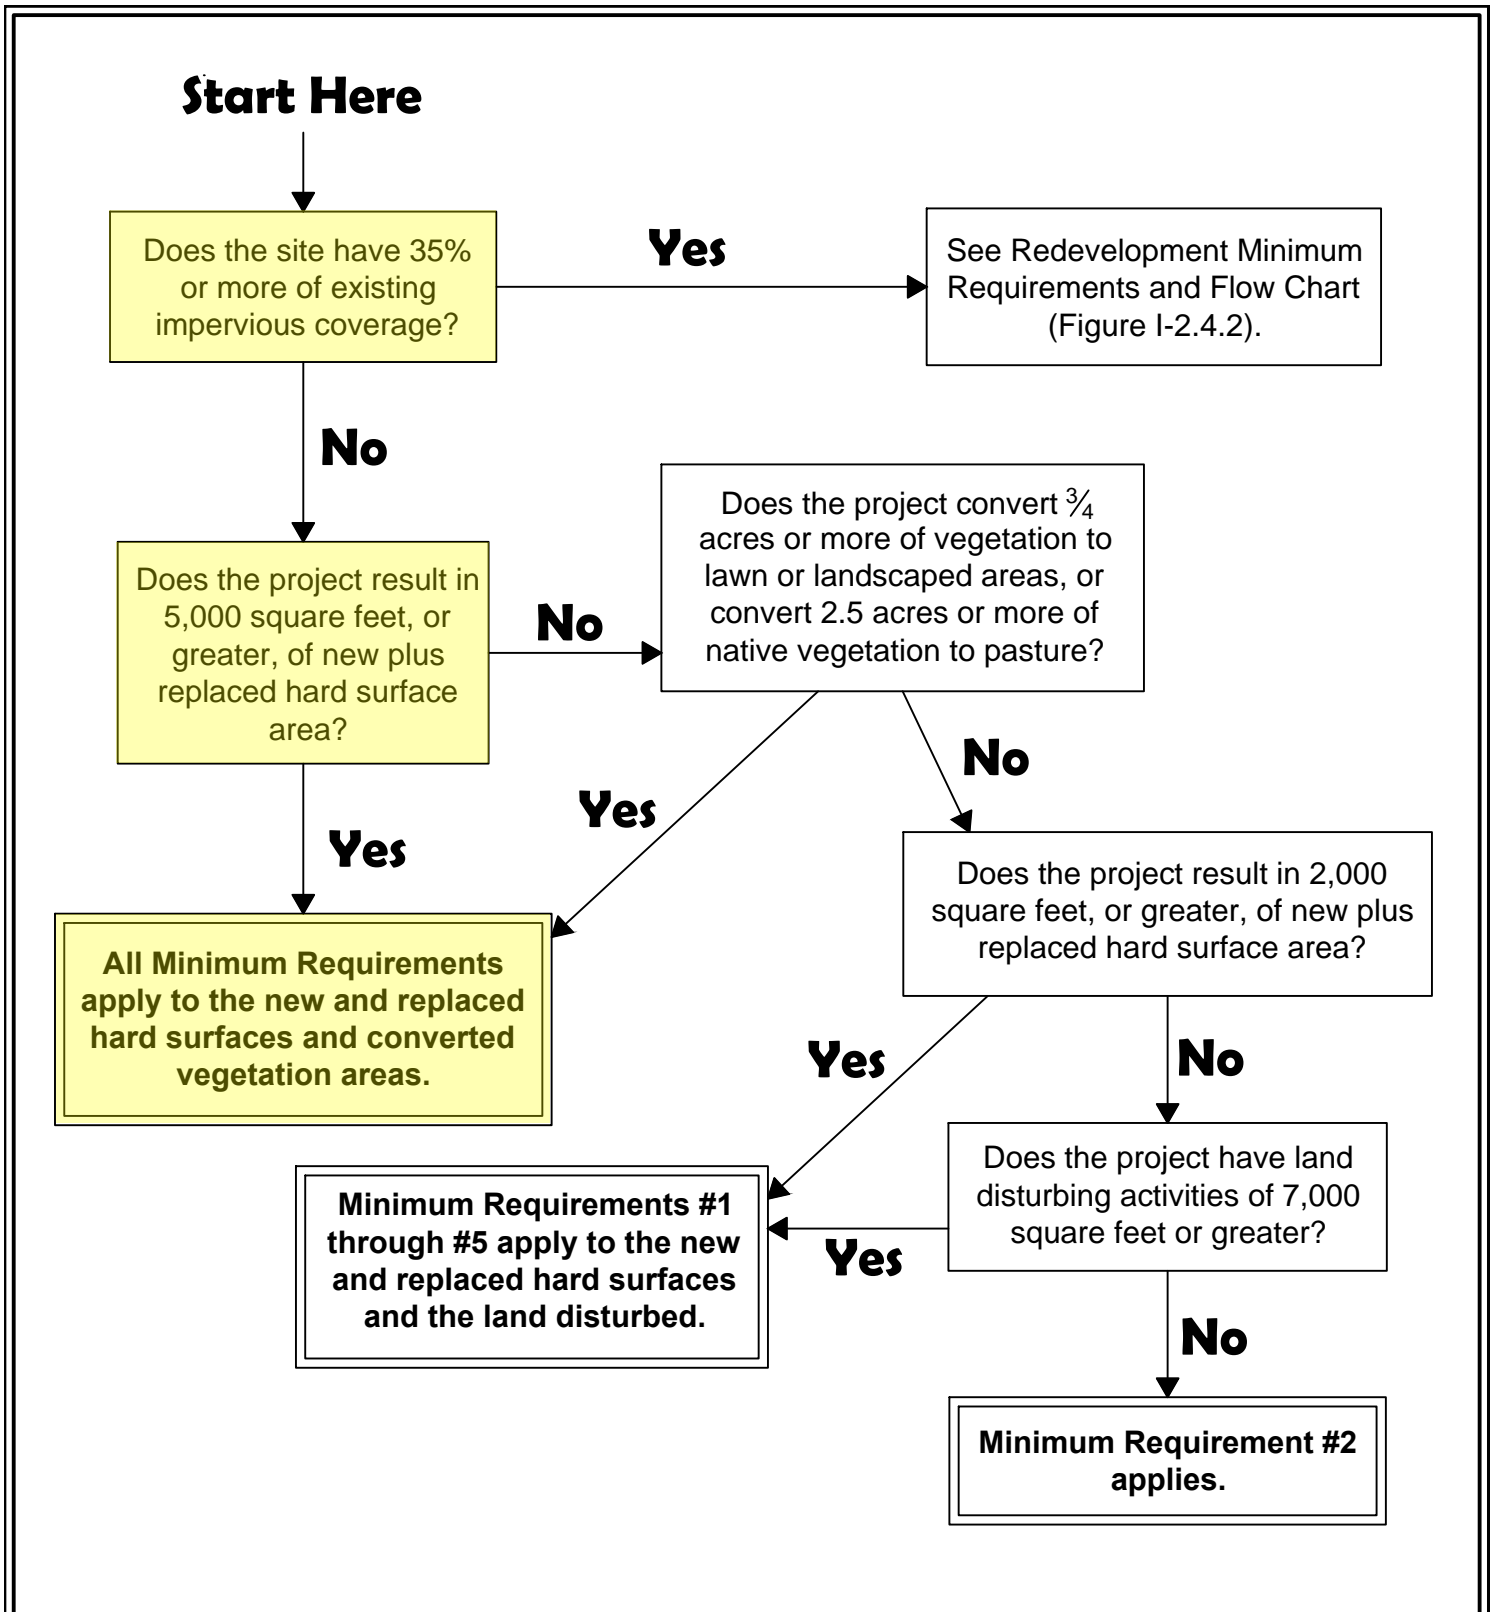 Start Here
Does the site have 35%
or more of existing
impervious coverage?
Yes
See Redevelopment Minimum
Requirements and Flow Chart
(Figure I-2.4.2).
No
Does the project result in
5,000 square feet, or
greater, of new plus
replaced hard surface
area?
No
Does the project convert ¾
acres or more of vegetation to
lawn or landscaped areas, or
convert 2.5 acres or more of
native vegetation to pasture?
Yes
Yes
No
All Minimum Requirements
apply to the new and replaced
hard surfaces and converted
vegetation areas.
Does the project result in 2,000
square feet, or greater, of new plus
replaced hard surface area?
Yes
No
Minimum Requirements #1
through #5 apply to the new
and replaced hard surfaces
and the land disturbed.
Yes
Does the project have land
disturbing activities of 7,000
square feet or greater?
No
Minimum Requirement #2
applies.